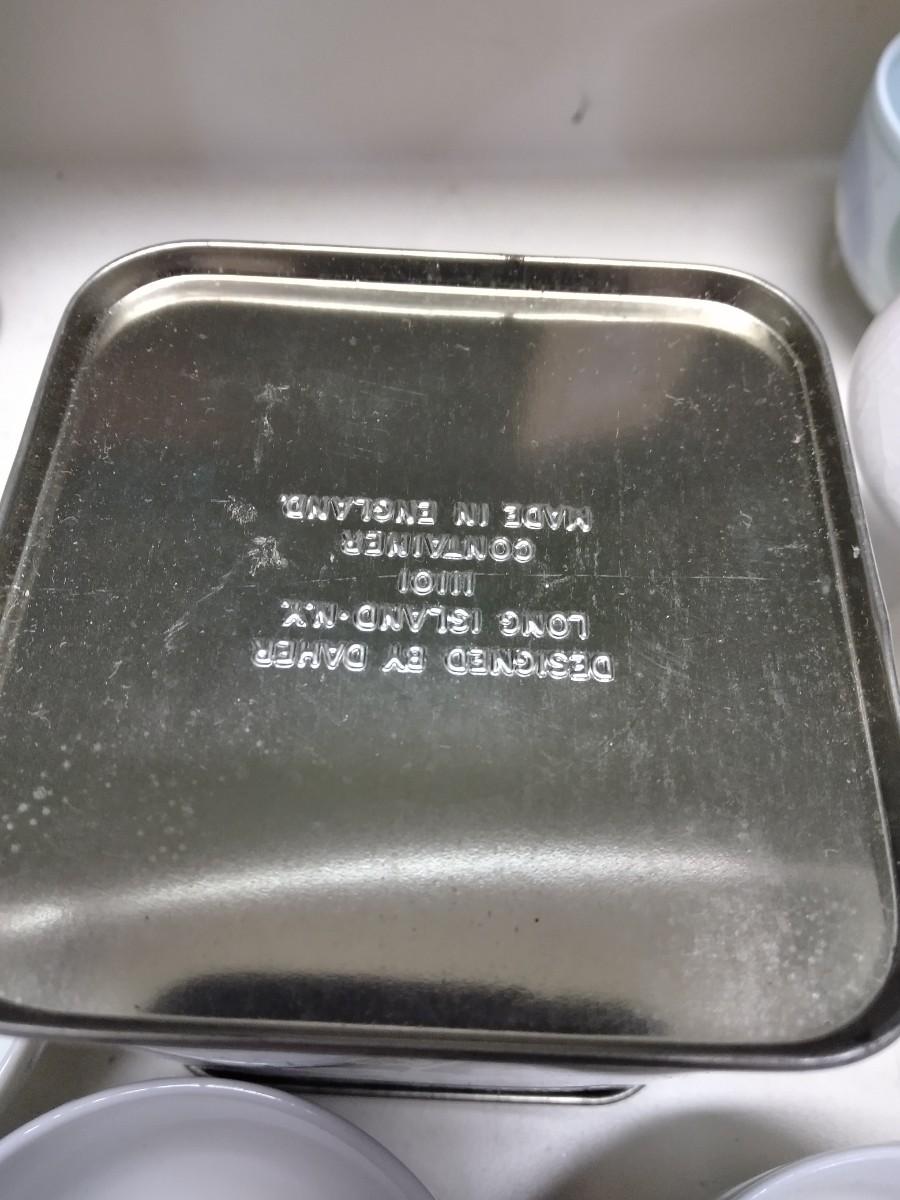 DESIGNED BY DAHER
LONG ISLAND·N.Y.
11101
CONTAINER
MADE IN ENGLAND.